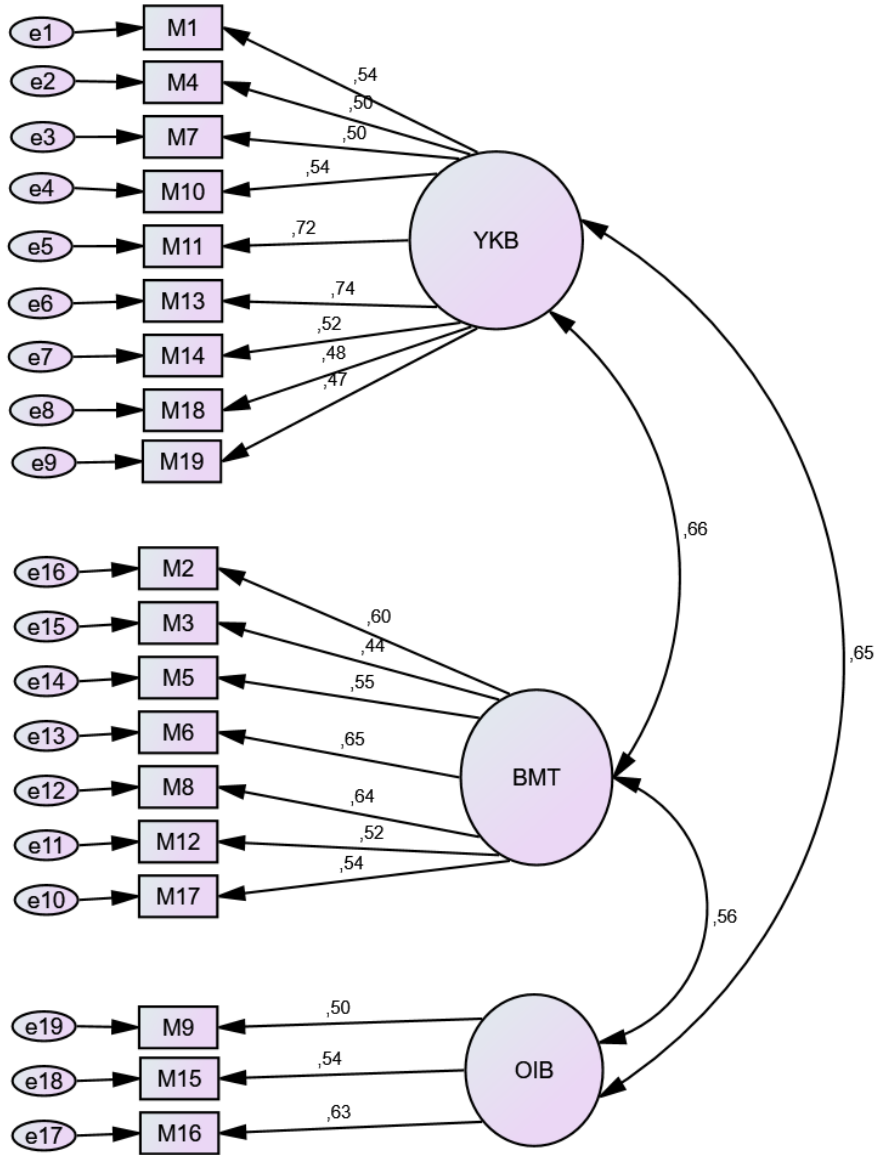 e1 M1
,54
e2 M4
,50
e3 M7
,50
e4 M10
,54
e5 M11
,72
YKB
e6 M13
,74
e7 M14
,52
e8 M18
,48
e9 M19
,47
,66
,65
e16 M2
,60
e15 M3
,44
e14 M5
,55
e13 M6
,65
e12 M8
,64
BMT
e11 M12
,52
e10 M17
,54
,56
e19 M9
,50
e18 M15
,54
OIB
e17 M16
,63